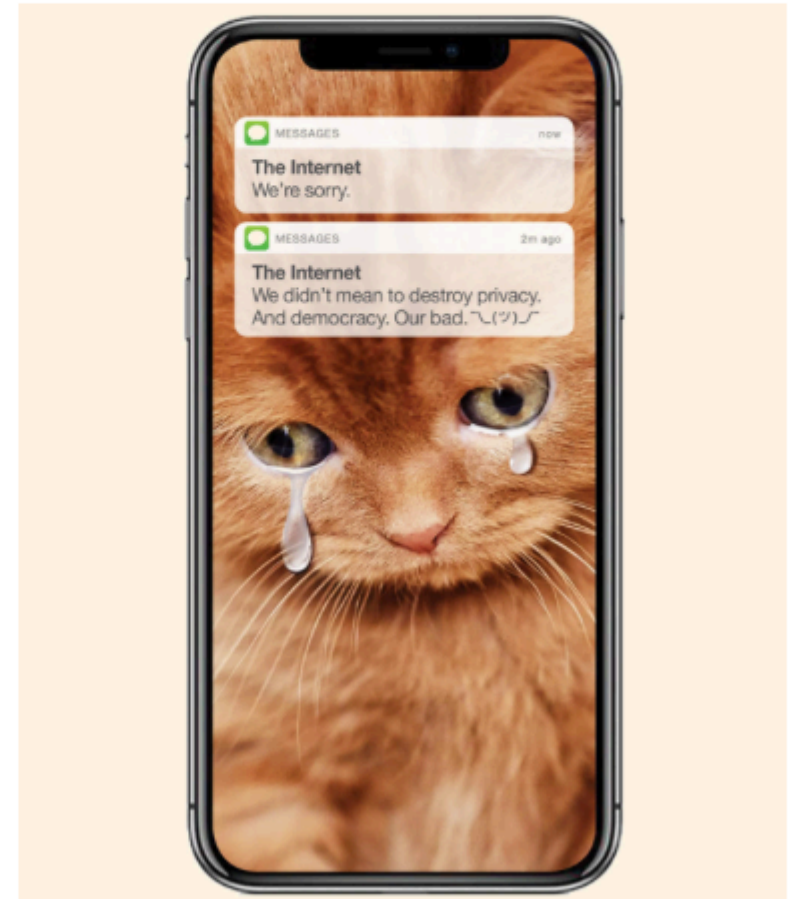 MESSAGES now
The Internet
We're sorry.
MESSAGES 2m ago
The Internet
We didn't mean to destroy privacy.
And democracy. Our bad. ¯\_(ツ)_/¯